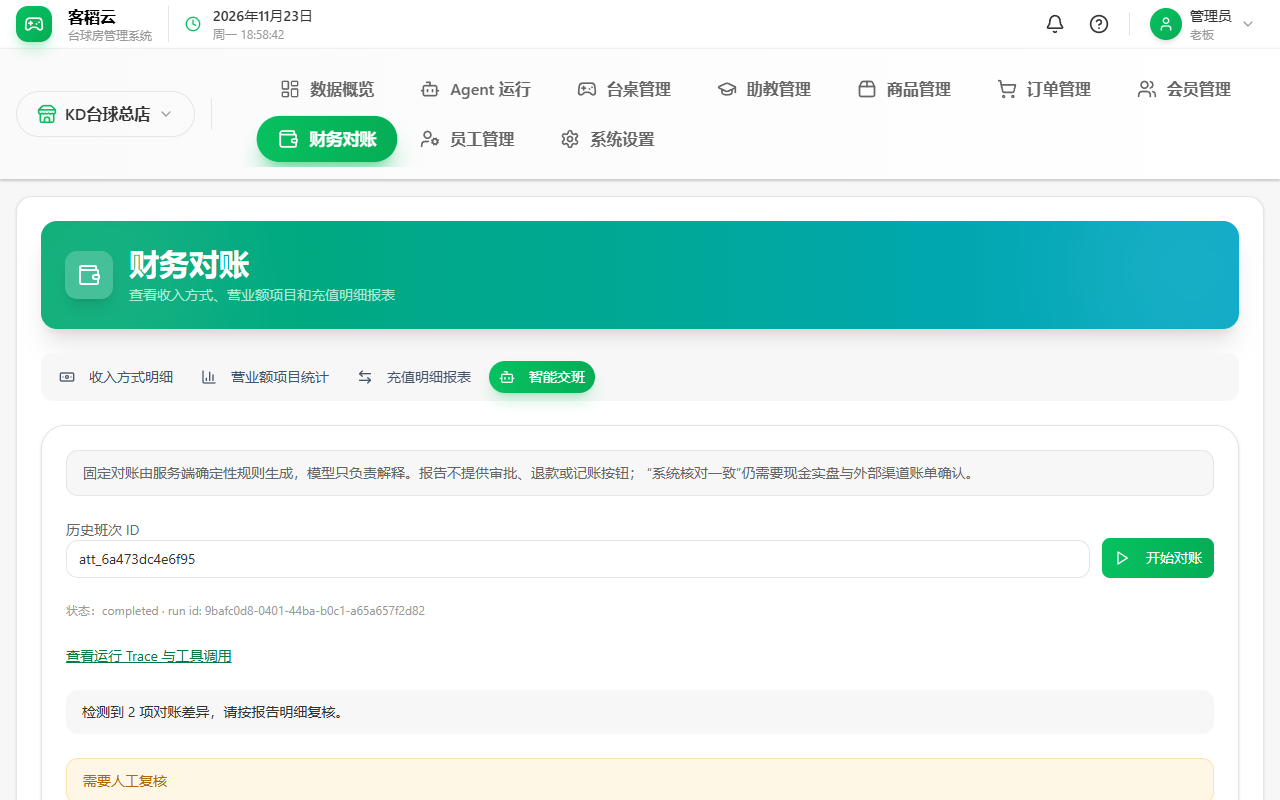 客稻云
台球房管理系统
2026年11月23日
周一 18:58:42
管理员
老板
KD台球总店
数据概览
Agent 运行
台桌管理
助教管理
商品管理
订单管理
会员管理
财务对账
员工管理
系统设置
财务对账
查看收入方式、营业额项目和充值明细报表
收入方式明细
营业额项目统计
充值明细报表
智能交班
固定对账由服务端确定性规则生成，模型只负责解释。报告不提供审批、退款或记账按钮；“系统核对一致”仍需要现金实盘与外部渠道账单确认。
历史班次 ID
att_6a473dc4e6f95
开始对账
状态：completed · run id: 9bafc0d8-0401-44ba-b0c1-a65a657f2d82
查看运行 Trace 与工具调用
检测到 2 项对账差异，请按报告明细复核。
需要人工复核